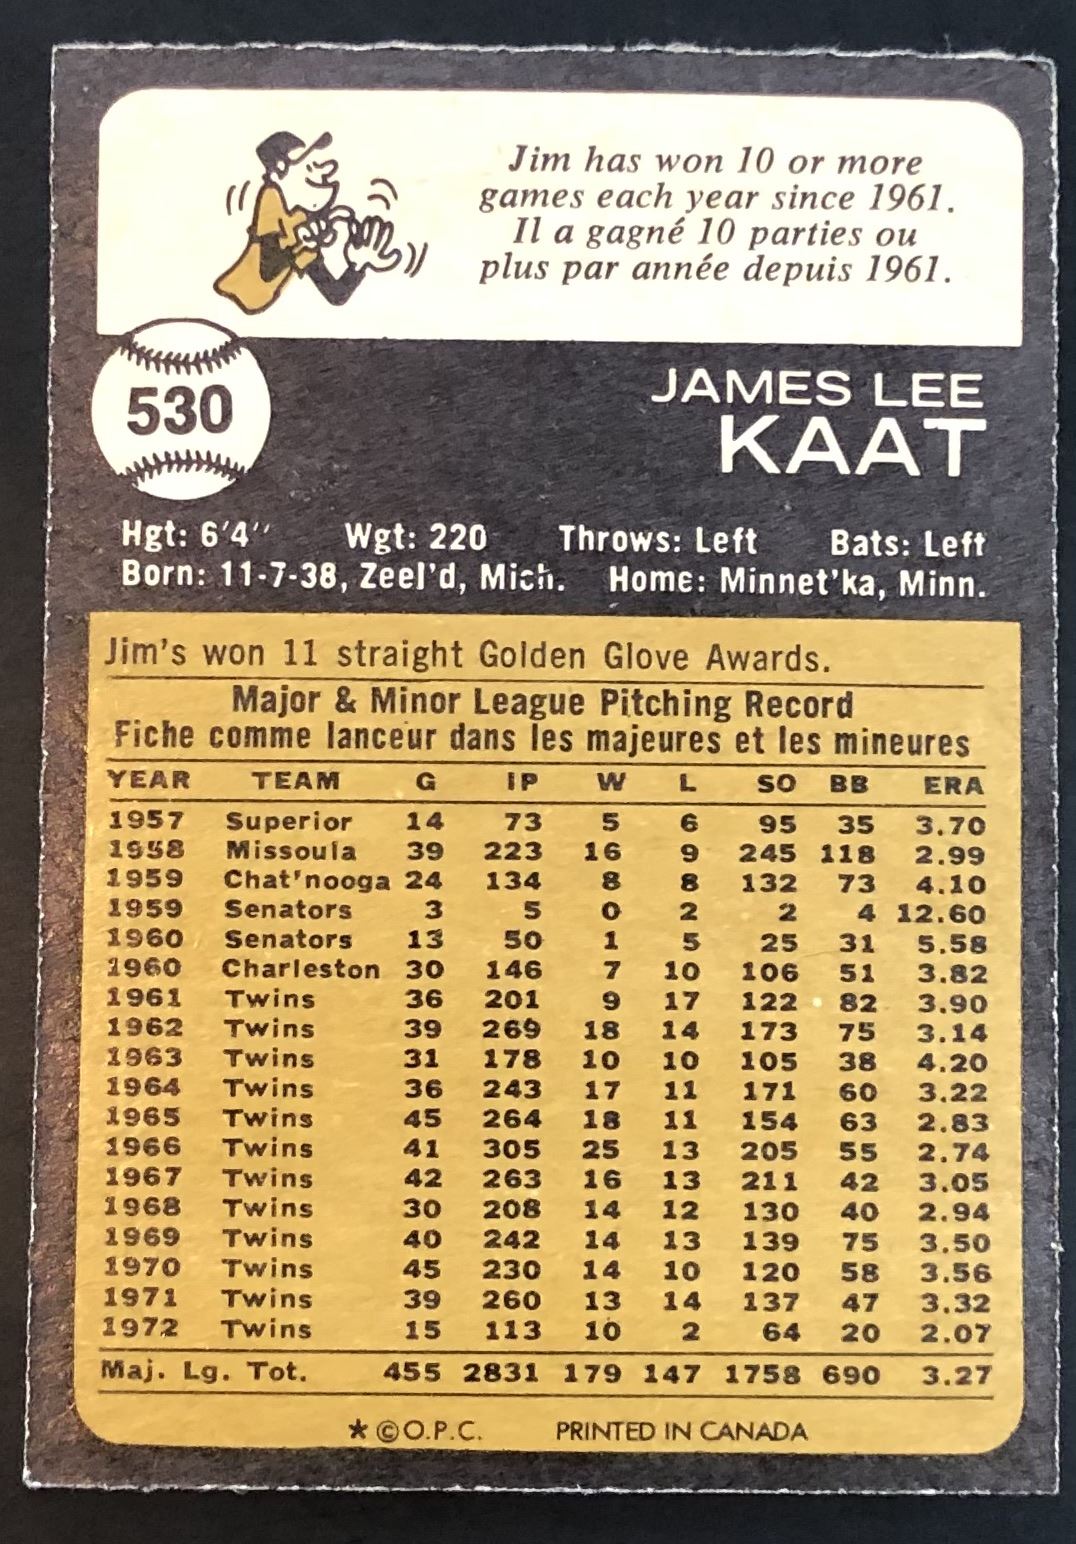 Jim has won 10 or more
games each year since 1961.
Il a gagné 10 parties ou
plus par année depuis 1961.
530
JAMES LEE
KAAT
Hgt: 6'4'' Wgt: 220 Throws: Left Bats: Left
Born: 11-7-38, Zeel'd, Mich. Home: Minnet'ka, Minn.
Jim's won 11 straight Golden Glove Awards.
Major & Minor League Pitching Record
Fiche comme lanceur dans les majeures et les mineures
YEAR TEAM G IP W L SO BB ERA
1957 Superior 14 73 5 6 95 35 3.70
1958 Missoula 39 223 16 9 245 118 2.99
1959 Chat'nooga 24 134 8 8 132 73 4.10
1959 Senators 3 5 0 2 2 4 12.60
1960 Senators 13 50 1 5 25 31 5.58
1960 Charleston 30 146 7 10 106 51 3.82
1961 Twins 36 201 9 17 122 82 3.90
1962 Twins 39 269 18 14 173 75 3.14
1963 Twins 31 178 10 10 105 38 4.20
1964 Twins 36 243 17 11 171 60 3.22
1965 Twins 45 264 18 11 154 63 2.83
1966 Twins 41 305 25 13 205 55 2.74
1967 Twins 42 263 16 13 211 42 3.05
1968 Twins 30 208 14 12 130 40 2.94
1969 Twins 40 242 14 13 139 75 3.50
1970 Twins 45 230 14 10 120 58 3.56
1971 Twins 39 260 13 14 137 47 3.32
1972 Twins 15 113 10 2 64 20 2.07
Maj. Lg. Tot. 455 2831 179 147 1758 690 3.27
* © O.P.C. PRINTED IN CANADA